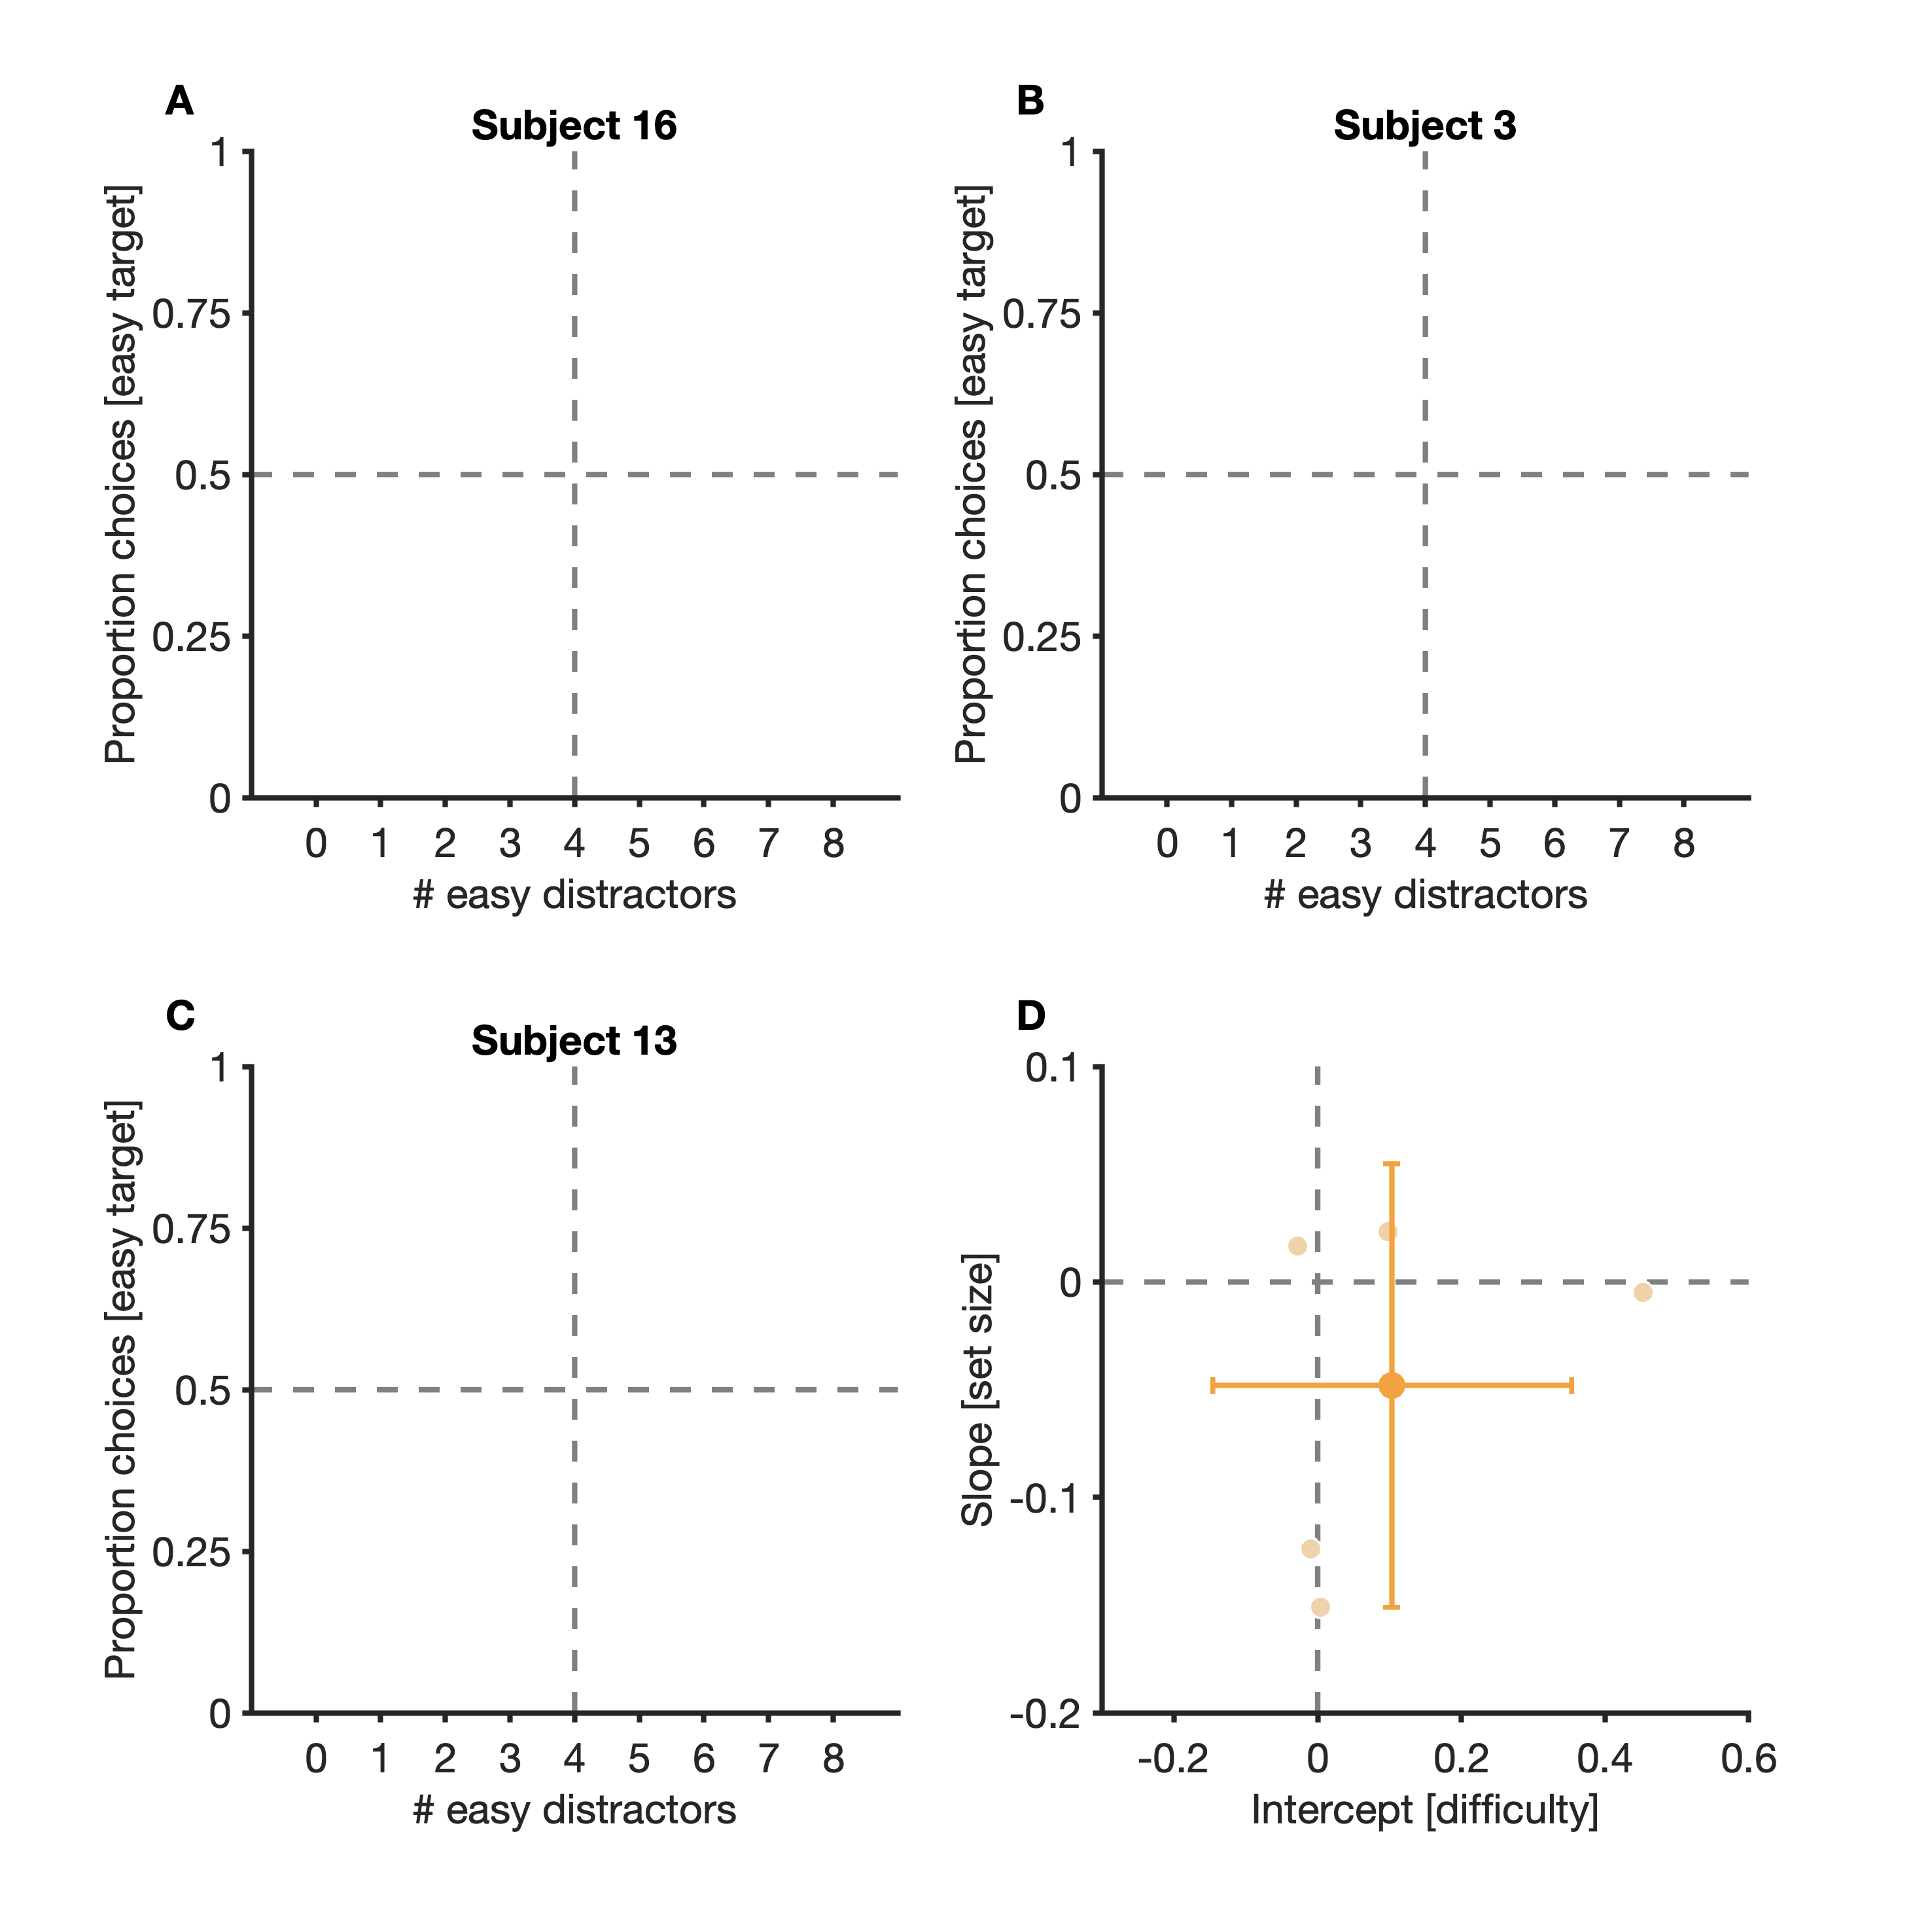 A
Subject 16
1
0.75
0.5
0.25
0
Proportion choices [easy target]
0 1 2 3 4 5 6 7 8
# easy distractors
B
Subject 3
1
0.75
0.5
0.25
0
Proportion choices [easy target]
0 1 2 3 4 5 6 7 8
# easy distractors
C
Subject 13
1
0.75
0.5
0.25
0
Proportion choices [easy target]
0 1 2 3 4 5 6 7 8
# easy distractors
D
0.1
0
-0.1
-0.2
Slope [set size]
-0.2 0 0.2 0.4 0.6
Intercept [difficulty]